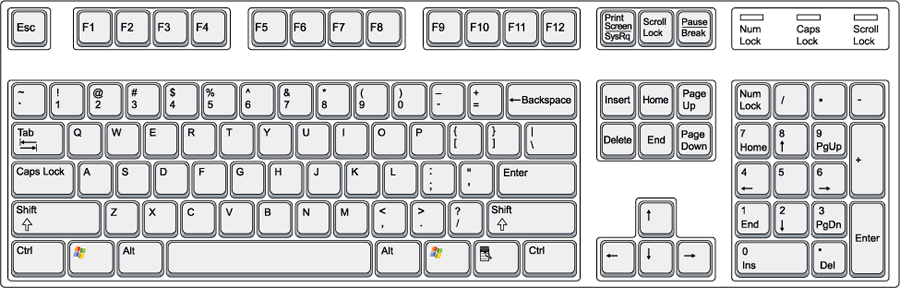 Esc F1 F2 F3 F4 F5 F6 F7 F8 F9 F10 F11 F12 Print Screen SysRq Scroll Lock Pause Break Num Lock Caps Lock Scroll Lock
~ ` ! 1 @ 2 # 3 $ 4 % 5 ^ 6 & 7 * 8 ( 9 ) 0 _ - + = ←Backspace Insert Home Page Up Num Lock / * -
Tab Q W E R T Y U I O P { [ } ] | \ Delete End Page Down 7 Home 8 ↑ 9 PgUp +
Caps Lock A S D F G H J K L : ; " ' Enter 4 ← 5 6 →
Shift ⇧ Z X C V B N M < , > . ? / Shift ⇧ ↑ 1 End 2 ↓ 3 PgDn Enter
Ctrl Alt Alt Ctrl ← ↓ → 0 Ins . Del